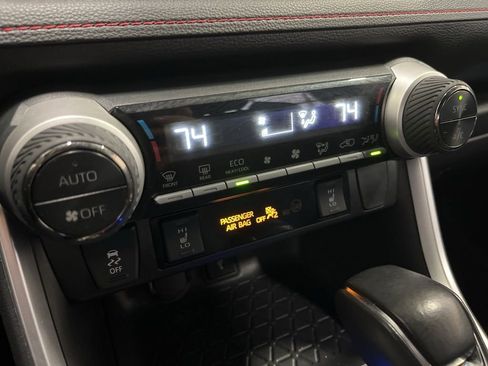 74 74
AUTO
OFF
FRONT REAR ECO
HEAT/COOL
SYNC
HI
LO
PASSENGER
AIR BAG OFF 2
HI
LO
OFF